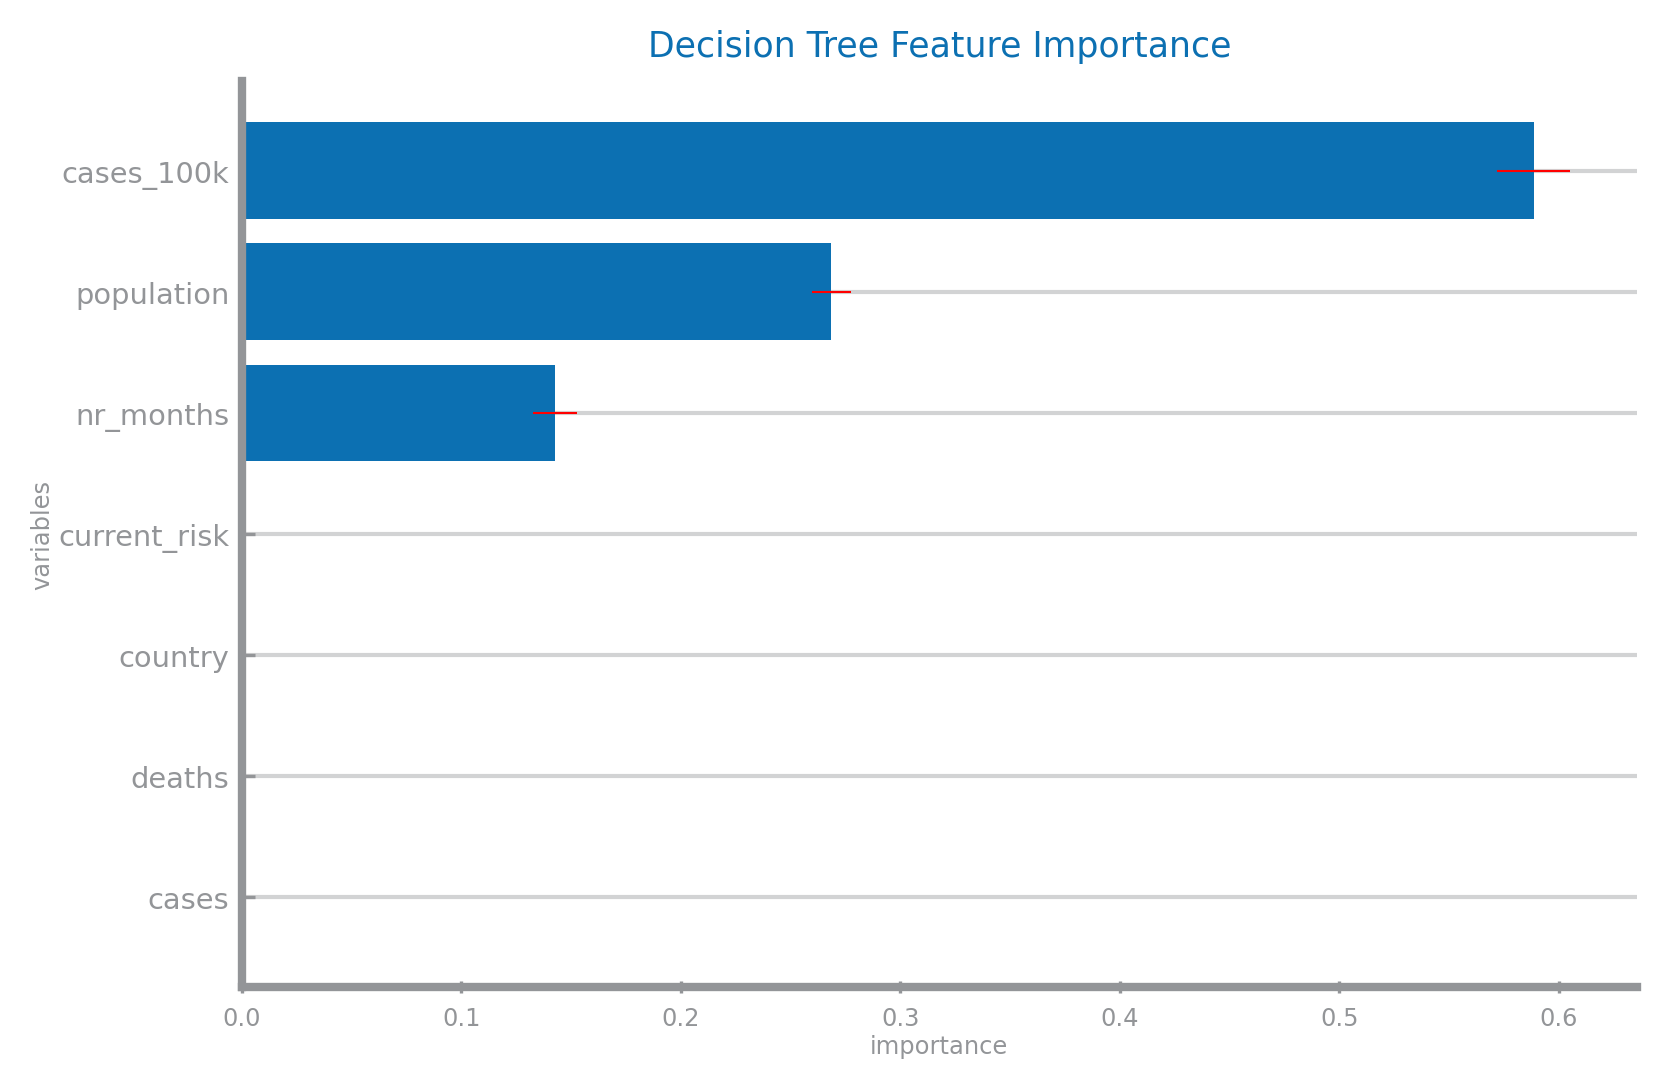 Decision Tree Feature Importance
cases_100k
population
nr_months
current_risk
country
deaths
cases
variables
0.0 0.1 0.2 0.3 0.4 0.5 0.6
importance